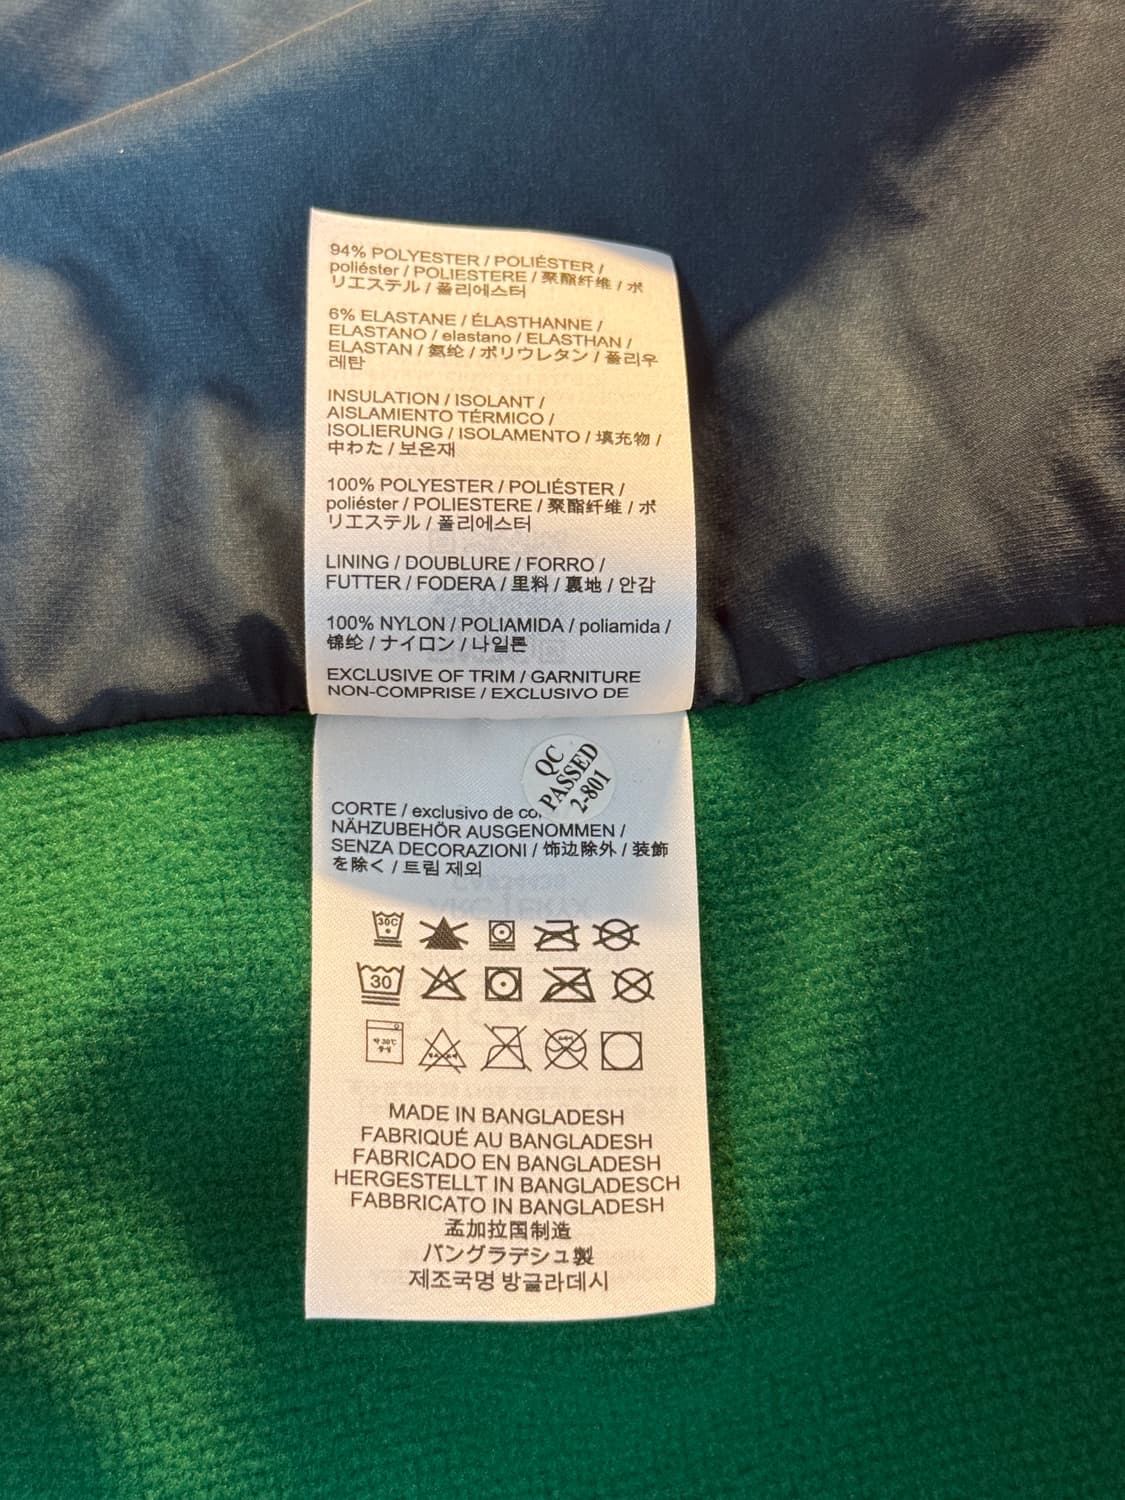 94% POLYESTER / POLIÉSTER /
poliéster / POLIESTERE / 聚酯纤维 / ポ
リエステル / 폴리에스터
6% ELASTANE / ÉLASTHANNE /
ELASTANO / elastano / ELASTHAN /
ELASTAN / 氨纶 / ポリウレタン / 폴리우
레탄
INSULATION / ISOLANT /
AISLAMIENTO TÉRMICO /
ISOLIERUNG / ISOLAMENTO / 填充物 /
中わた / 보온재
100% POLYESTER / POLIÉSTER /
poliéster / POLIESTERE / 聚酯纤维 / ポ
リエステル / 폴리에스터
LINING / DOUBLURE / FORRO /
FUTTER / FODERA / 里料 / 裏地 / 안감
100% NYLON / POLIAMIDA / poliamida /
锦纶 / ナイロン / 나일론
EXCLUSIVE OF TRIM / GARNITURE
NON-COMPRISE / EXCLUSIVO DE
QC
PASSED
2-801
CORTE / exclusivo de
NÄHZUBEHÖR AUSGENOMMEN /
SENZA DECORAZIONI / 饰边除外 / 装飾
を除く / 트림 제외
30C
30
약 30℃
MADE IN BANGLADESH
FABRIQUÉ AU BANGLADESH
FABRICADO EN BANGLADESH
HERGESTELLT IN BANGLADESCH
FABBRICATO IN BANGLADESH
孟加拉国制造
バングラデシュ製
제조국명 방글라데시